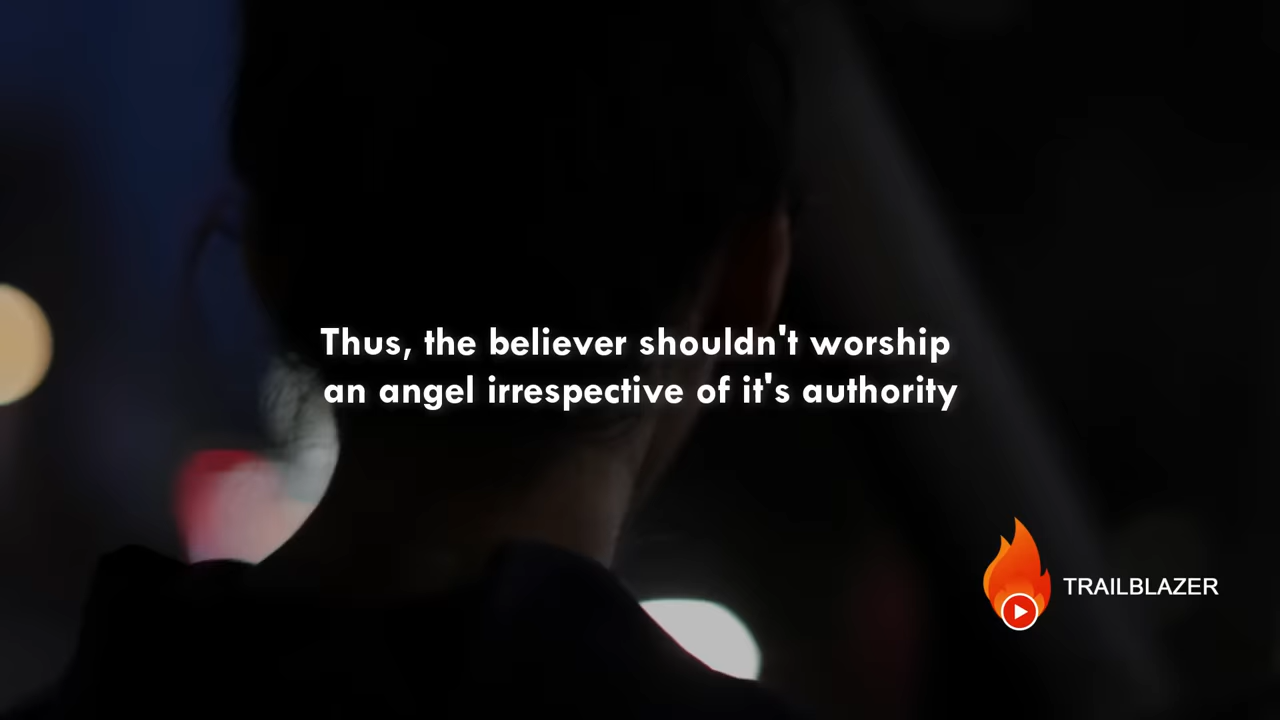 Thus, the believer shouldn't worship
an angel irrespective of it's authority
TRAILBLAZER